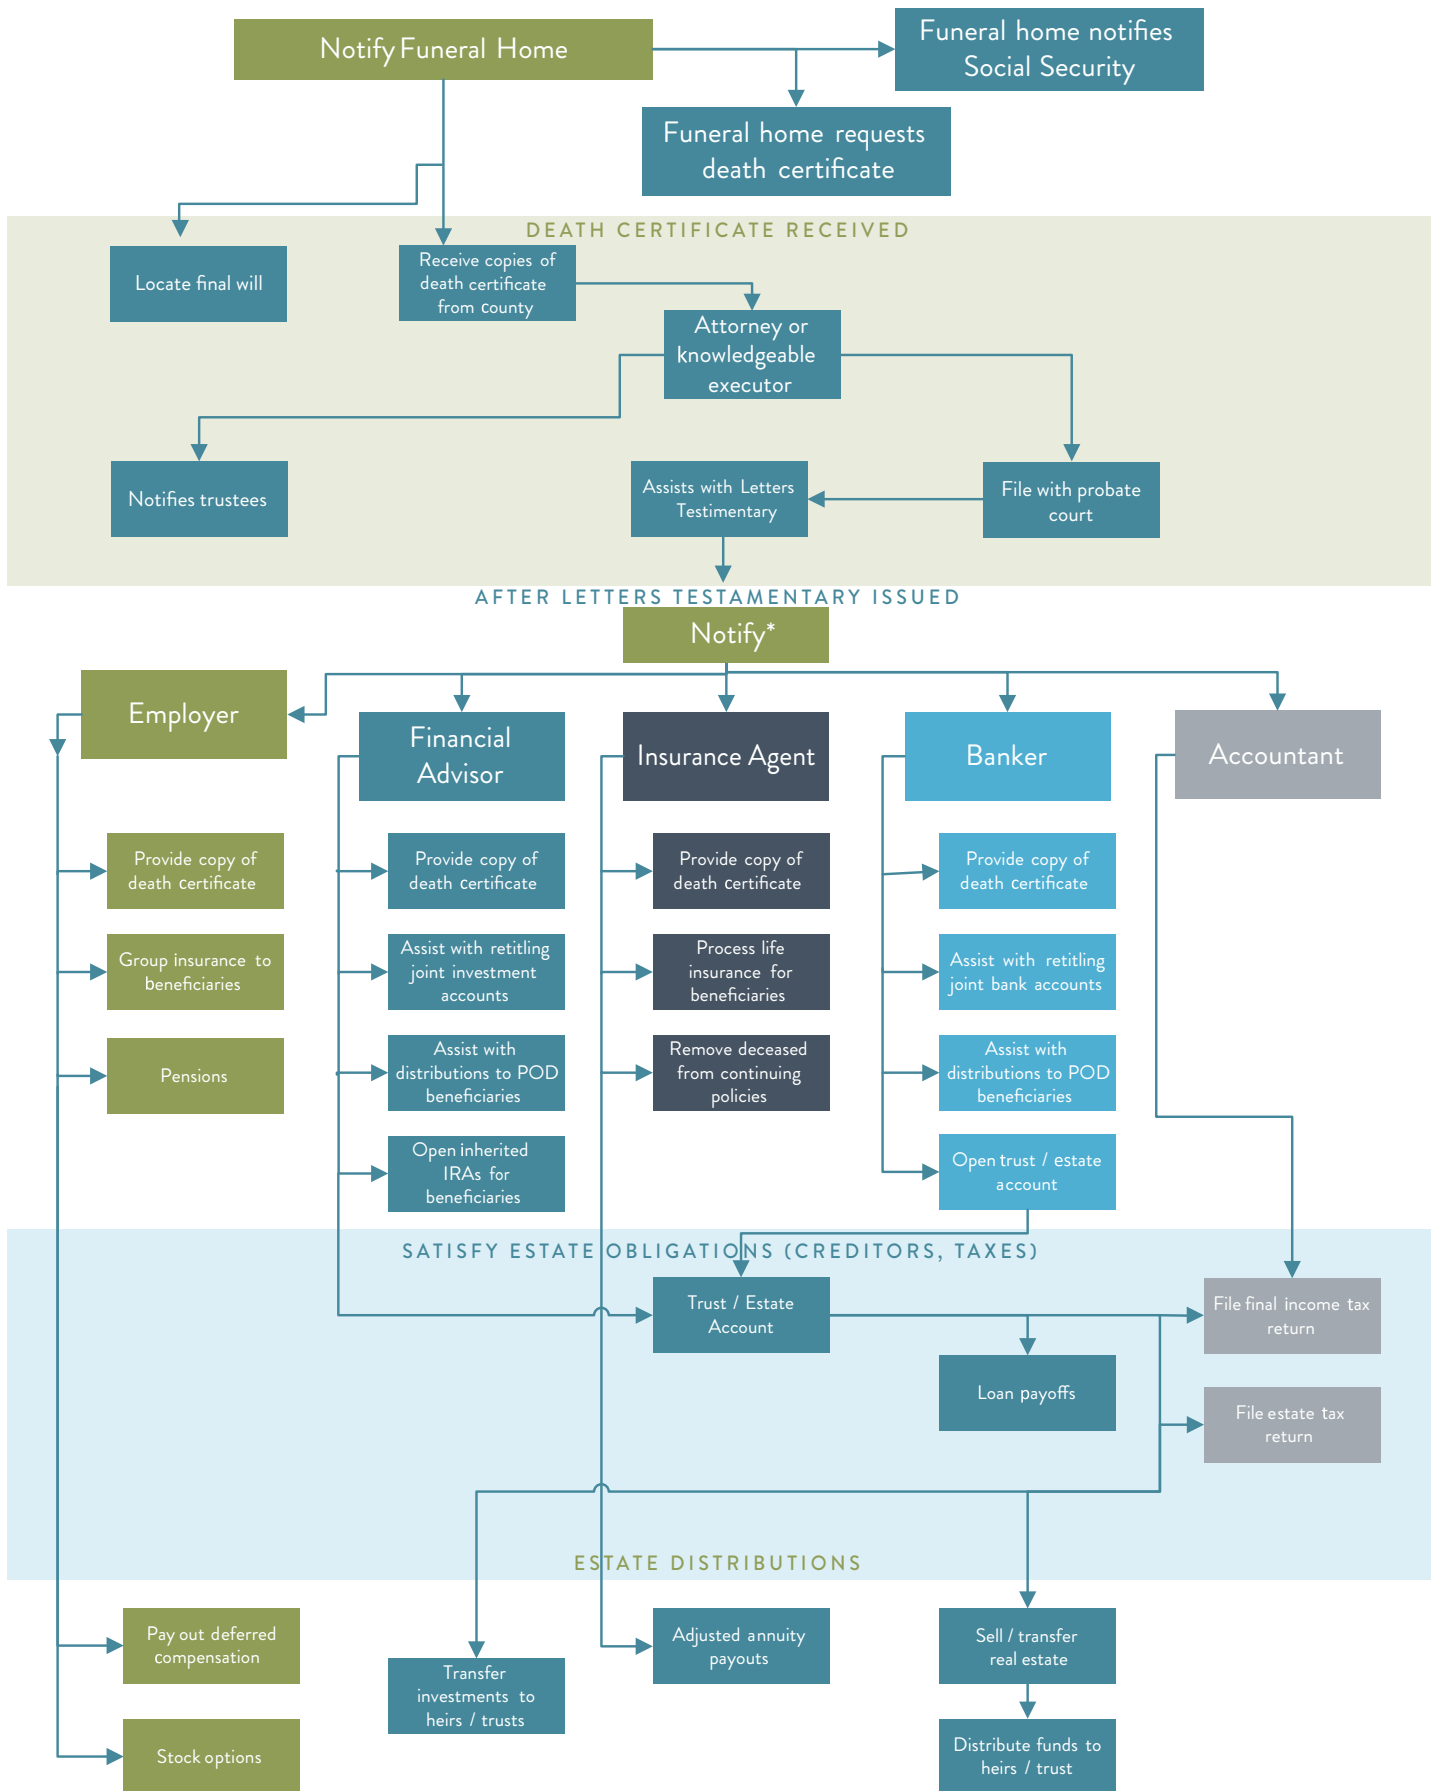 Notify Funeral Home
Funeral home notifies
Social Security
Funeral home requests
death certificate
DEATH CERTIFICATE RECEIVED
Locate final will
Receive copies of
death certificate
from county
Attorney or
knowledgeable
executor
Notifies trustees
Assists with Letters
Testimentary
File with probate
court
AFTER LETTERS TESTAMENTARY ISSUED
Notify*
Employer
Financial
Advisor
Insurance Agent
Banker
Accountant
Provide copy of
death certificate
Provide copy of
death certificate
Provide copy of
death certificate
Provide copy of
death certificate
Group insurance to
beneficiaries
Assist with retitling
joint investment
accounts
Process life
insurance for
beneficiaries
Assist with retitling
joint bank accounts
Pensions
Assist with
distributions to POD
beneficiaries
Remove deceased
from continuing
policies
Assist with
distributions to POD
beneficiaries
Open inherited
IRAs for
beneficiaries
Open trust / estate
account
SATISFY ESTATE OBLIGATIONS (CREDITORS, TAXES)
Trust / Estate
Account
File final income tax
return
Loan payoffs
File estate tax
return
ESTATE DISTRIBUTIONS
Pay out deferred
compensation
Transfer
investments to
heirs / trusts
Adjusted annuity
payouts
Sell / transfer
real estate
Stock options
Distribute funds to
heirs / trust